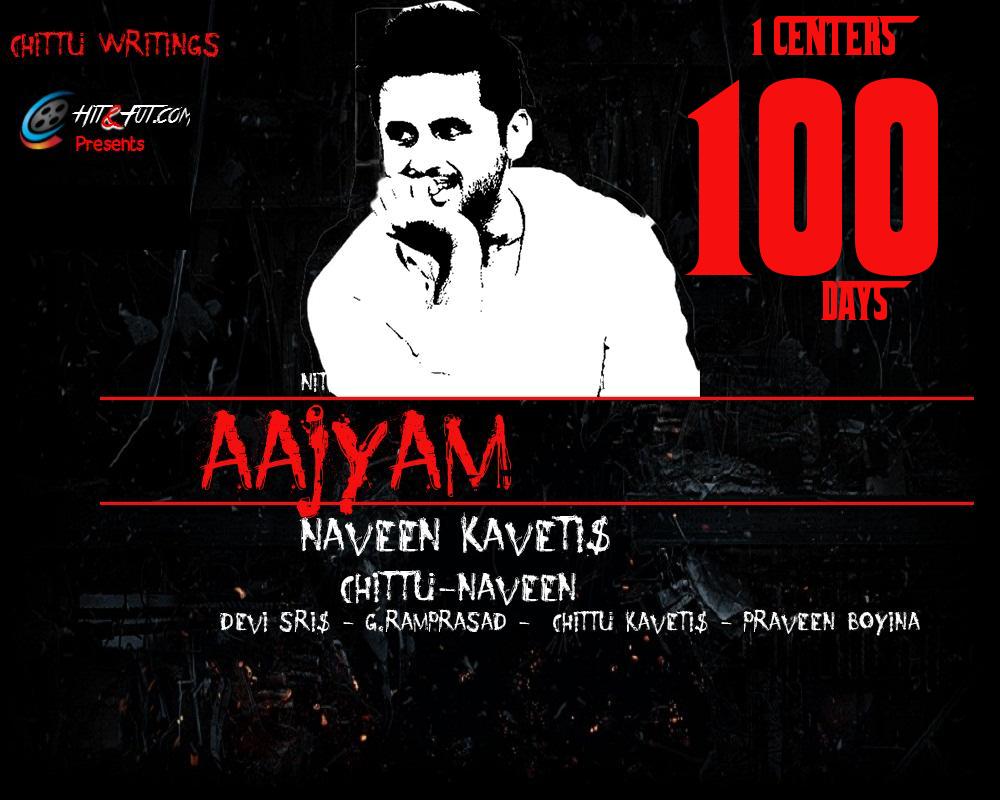 CHITTU WRITINGS
1 CENTERS
100
DAYS
HIT&FUT.COM
Presents
NIT
AAJYAM
NAVEEN KAVETI$
CHITTU-NAVEEN
DEVI SRI$ - G.RAMPRASAD - CHITTU KAVETI$ - PRAVEEN BOYINA